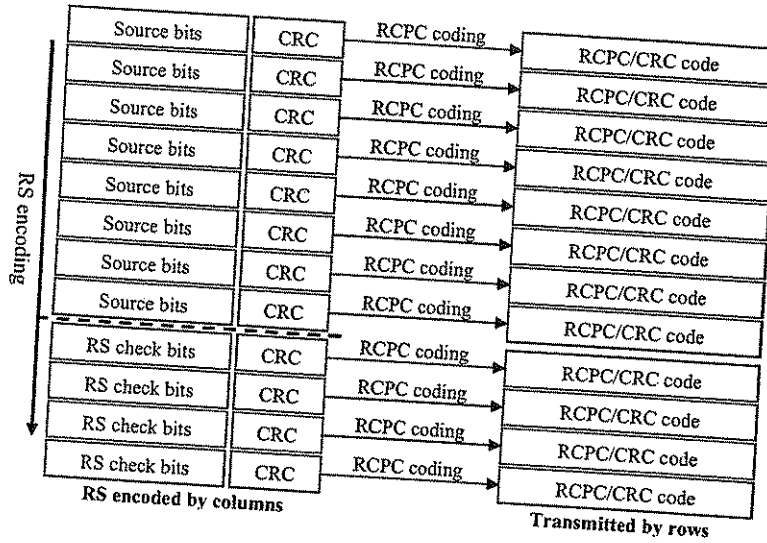 Source bits CRC RCPC coding RCPC/CRC code
Source bits CRC RCPC coding RCPC/CRC code
Source bits CRC RCPC coding RCPC/CRC code
Source bits CRC RCPC coding RCPC/CRC code
Source bits CRC RCPC coding RCPC/CRC code
Source bits CRC RCPC coding RCPC/CRC code
Source bits CRC RCPC coding RCPC/CRC code
Source bits CRC RCPC coding RCPC/CRC code
RS check bits CRC RCPC coding RCPC/CRC code
RS check bits CRC RCPC coding RCPC/CRC code
RS check bits CRC RCPC coding RCPC/CRC code
RS check bits CRC RCPC coding RCPC/CRC code
RS encoding
RS encoded by columns
Transmitted by rows